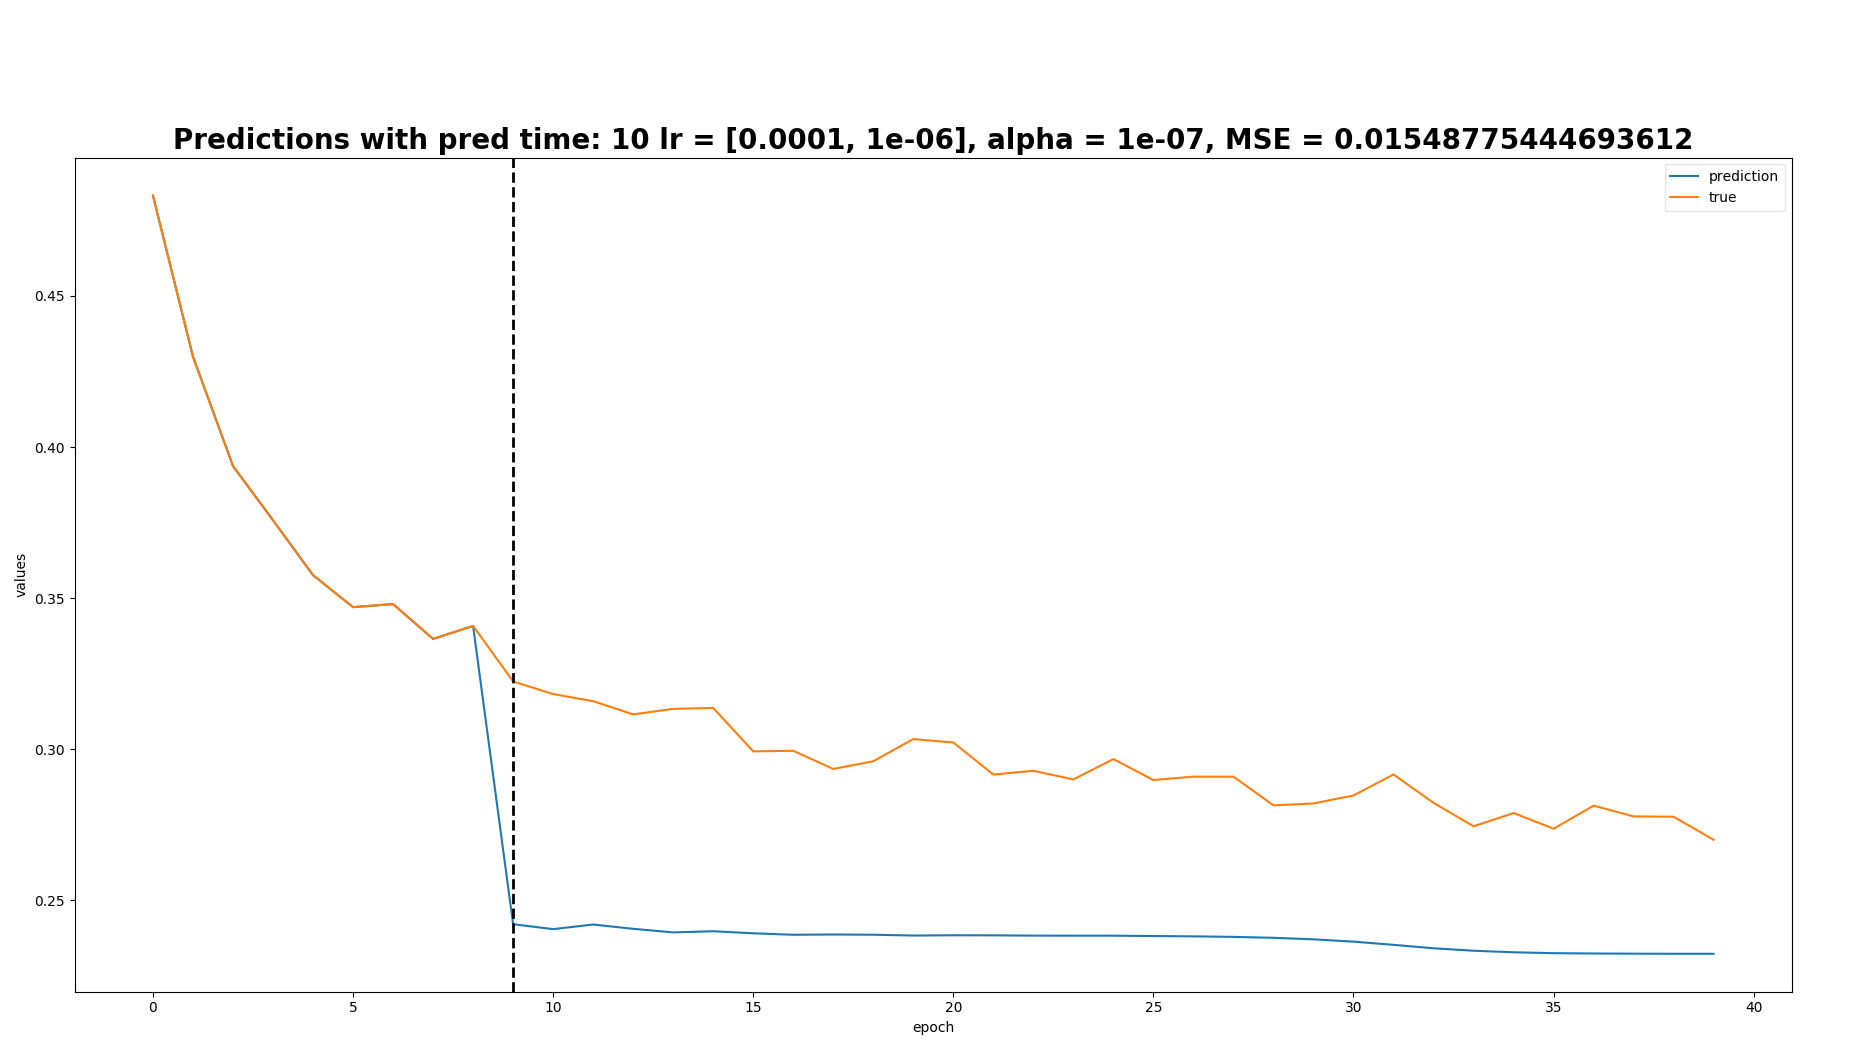 Predictions with pred time: 10 lr = [0.0001, 1e-06], alpha = 1e-07, MSE = 0.01548775444693612
prediction
true
0.45
0.40
0.35
0.30
0.25
values
0 5 10 15 20 25 30 35 40
epoch